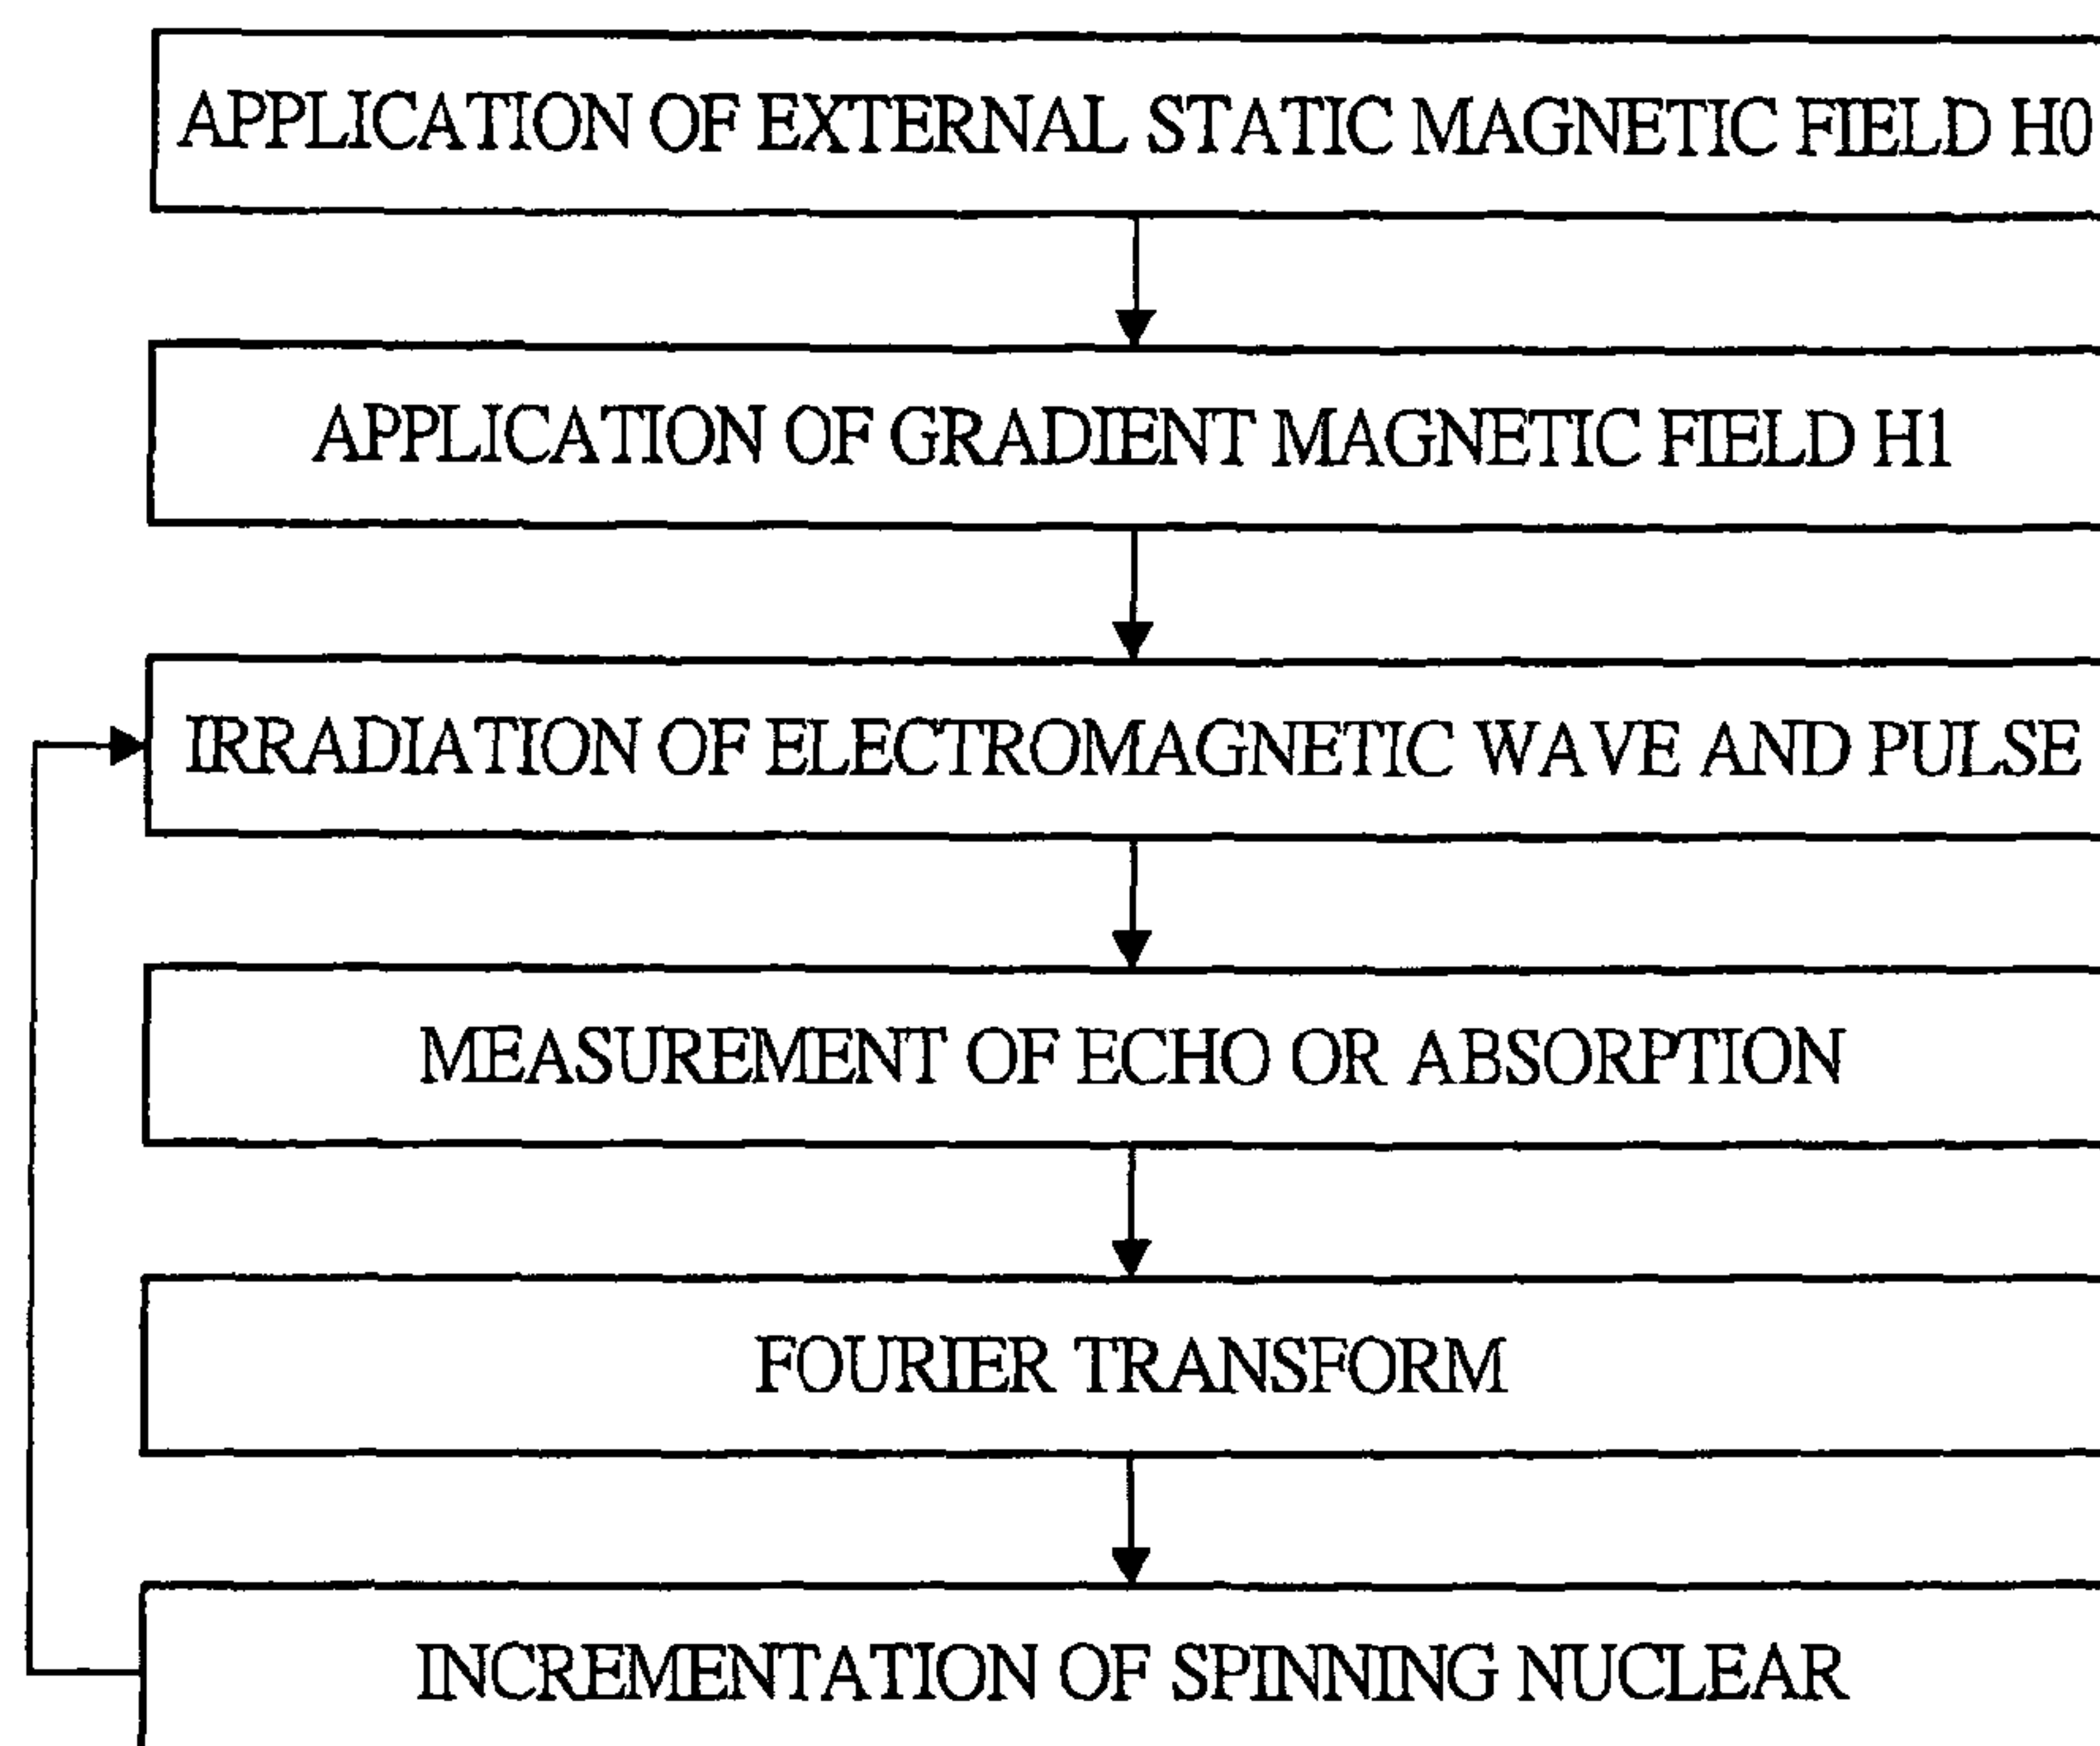 APPLICATION OF EXTERNAL STATIC MAGNETIC FIELD H0
APPLICATION OF GRADIENT MAGNETIC FIELD H1
IRRADIATION OF ELECTROMAGNETIC WAVE AND PULSE
MEASUREMENT OF ECHO OR ABSORPTION
FOURIER TRANSFORM
INCREMENTATION OF SPINNING NUCLEAR